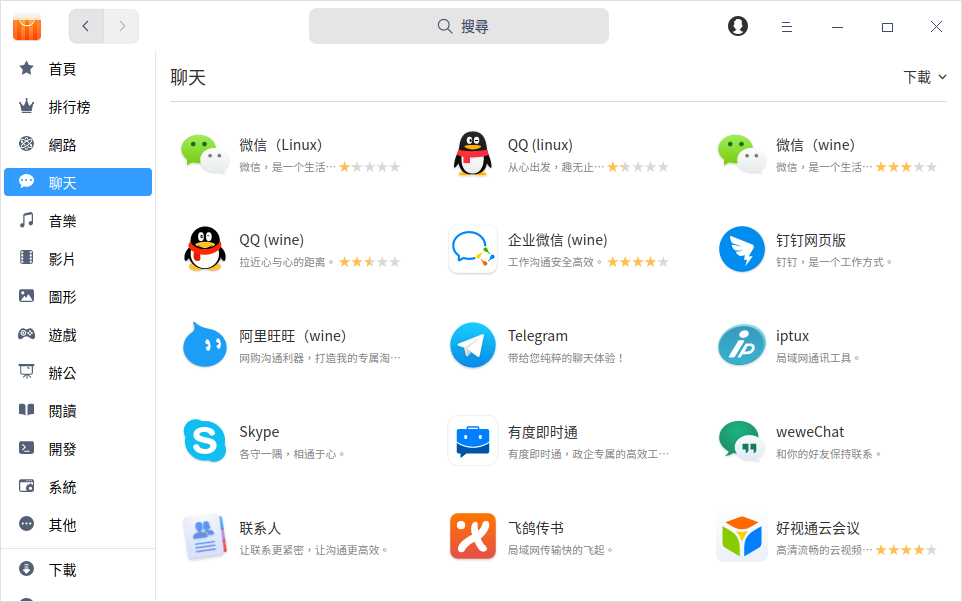 搜尋
首頁
排行榜
網路
聊天
音樂
影片
圖形
遊戲
辦公
閱讀
開發
系統
其他
下載
聊天
下載
微信（Linux）
微信，是一个生活…
QQ (linux)
从心出发，趣无止…
微信（wine）
微信，是一个生活…
QQ (wine)
拉近心与心的距离。
企业微信 (wine)
工作沟通安全高效。
钉钉网页版
钉钉，是一个工作方式。
阿里旺旺（wine）
网购沟通利器，打造我的专属淘…
Telegram
带给您纯粹的聊天体验！
iptux
局域网通讯工具。
Skype
各守一隅，相通于心。
有度即时通
有度即时通，政企专属的高效工…
weweChat
和你的好友保持联系。
联系人
让联系更紧密，让沟通更高效。
飞鸽传书
局域网传输快的飞起。
好视通云会议
高清流畅的云视频…